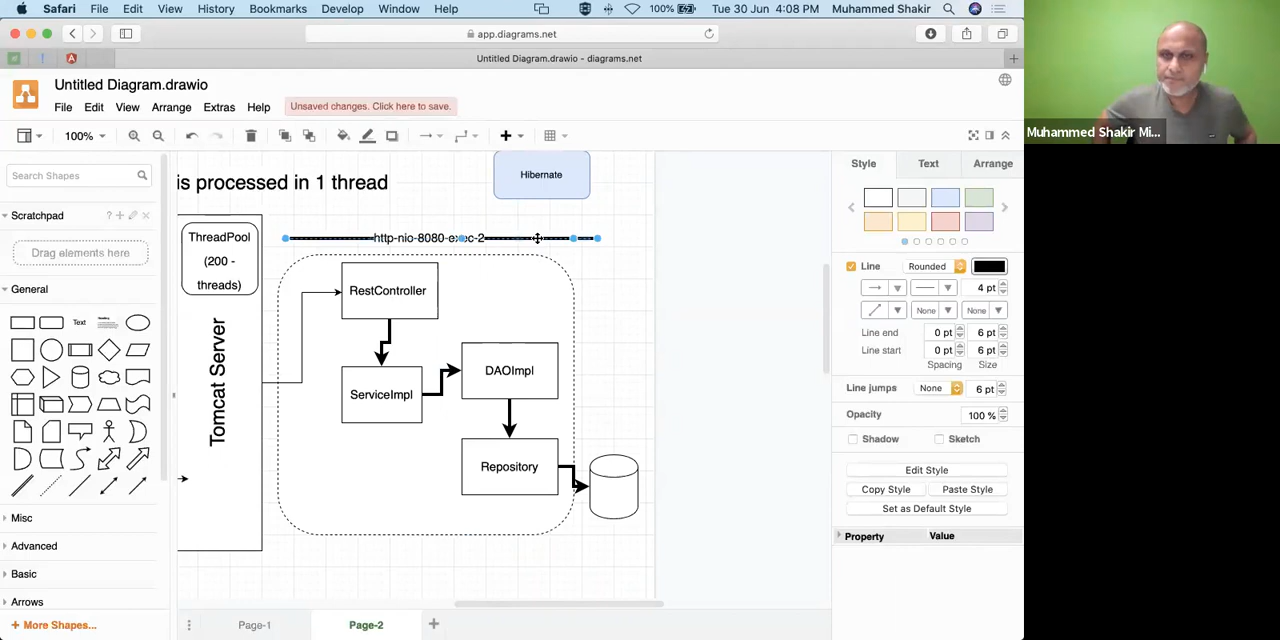 Safari File Edit View History Bookmarks Develop Window Help 100% Tue 30 Jun 4:08 PM Muhammed Shakir
app.diagrams.net
Untitled Diagram.drawio - diagrams.net
Untitled Diagram.drawio
File Edit View Arrange Extras Help Unsaved changes. Click here to save.
100%
Search Shapes
Scratchpad
Drag elements here
General
Text
Heading
Misc
Advanced
Basic
Arrows
+ More Shapes...
is processed in 1 thread
Hibernate
ThreadPool
(200 -
threads)
Tomcat Server
http-nio-8080-exec-2
RestController
ServiceImpl
DAOImpl
Repository
Page-1 Page-2
Style Text Arrange
Line Rounded
4 pt
None None
Line end 0 pt 6 pt
Line start 0 pt 6 pt
Spacing Size
Line jumps None 6 pt
Opacity 100 %
Shadow Sketch
Edit Style
Copy Style Paste Style
Set as Default Style
Property Value
Muhammed Shakir Mi...